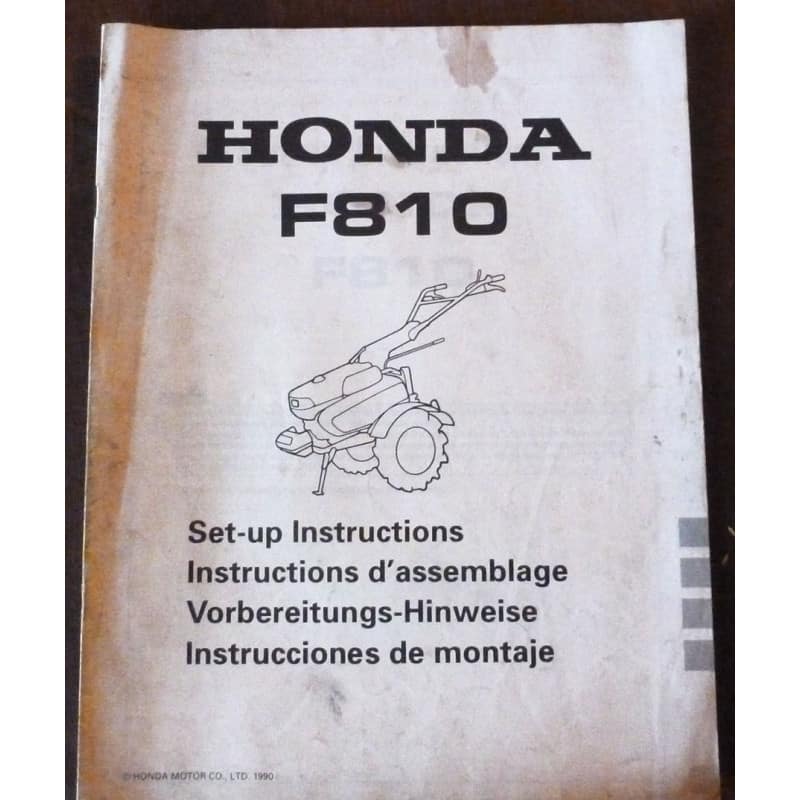 HONDA
F810
Set-up Instructions
Instructions d'assemblage
Vorbereitungs-Hinweise
Instrucciones de montaje
© HONDA MOTOR CO., LTD. 1990